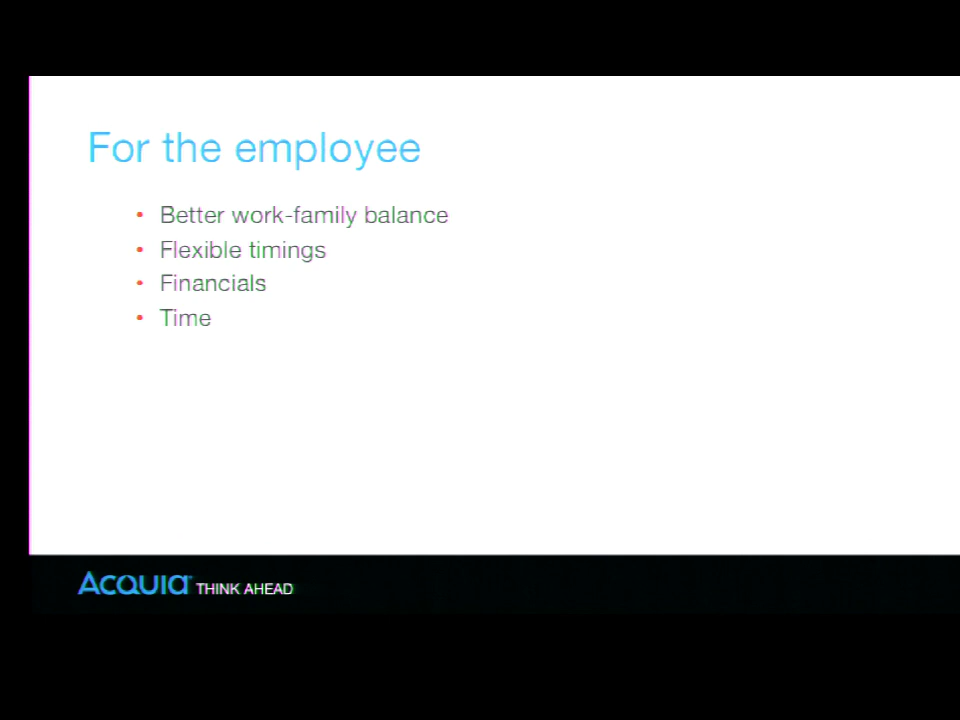 For the employee
• Better work-family balance
• Flexible timings
• Financials
• Time
ACQUIA THINK AHEAD